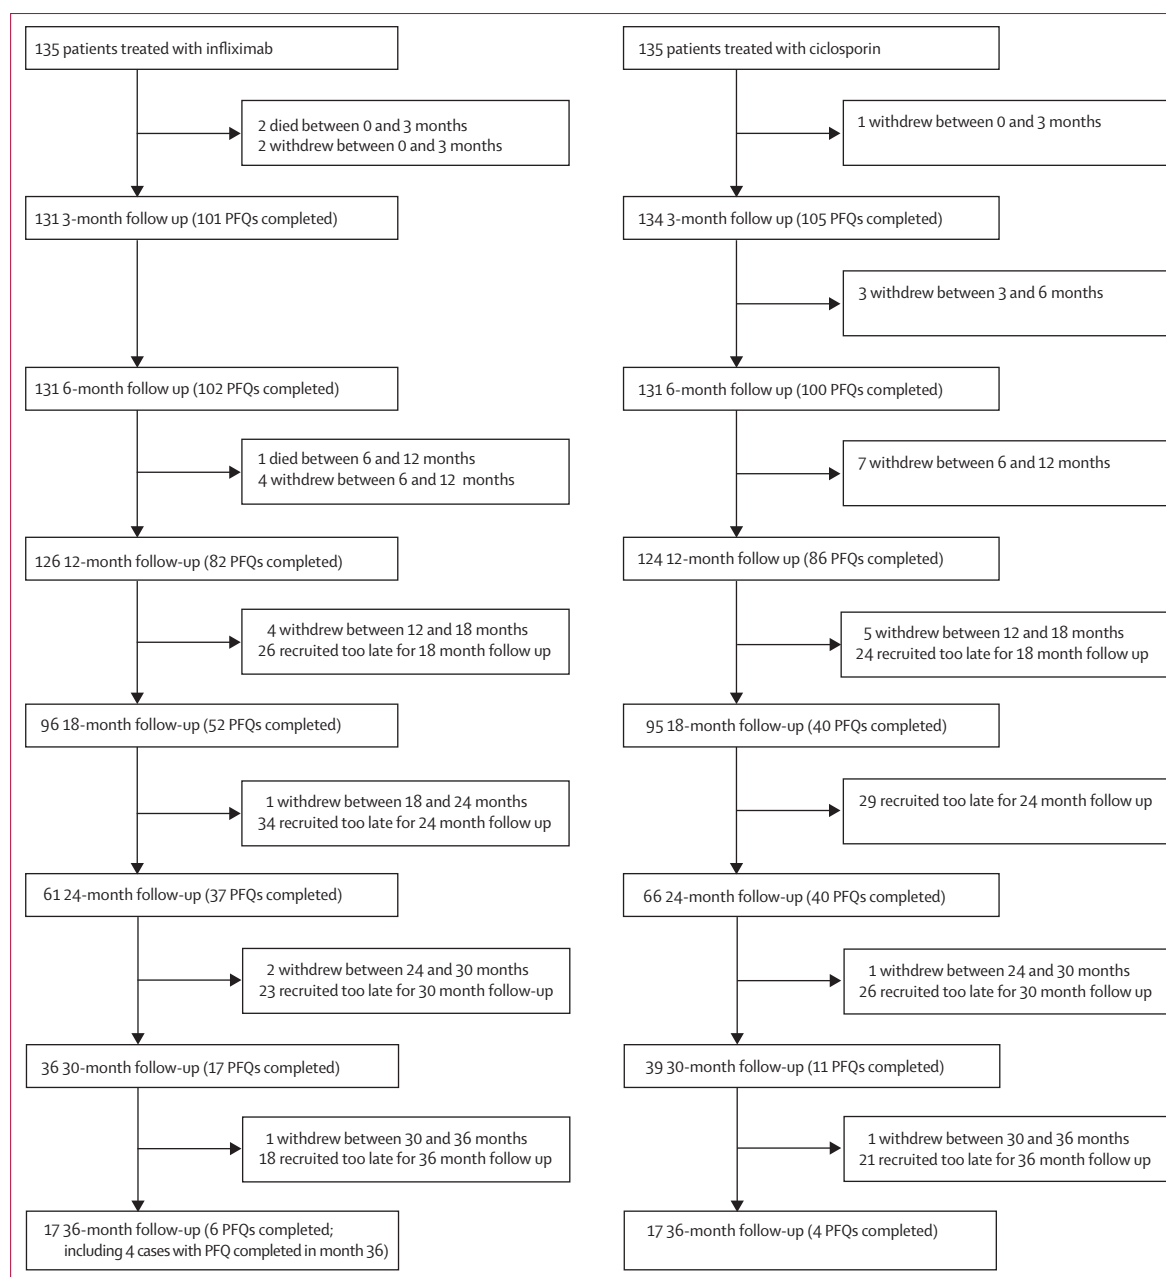 135 patients treated with infliximab
2 died between 0 and 3 months
2 withdrew between 0 and 3 months
131 3-month follow up (101 PFQs completed)
131 6-month follow up (102 PFQs completed)
1 died between 6 and 12 months
4 withdrew between 6 and 12 months
126 12-month follow-up (82 PFQs completed)
4 withdrew between 12 and 18 months
26 recruited too late for 18 month follow up
96 18-month follow-up (52 PFQs completed)
1 withdrew between 18 and 24 months
34 recruited too late for 24 month follow up
61 24-month follow-up (37 PFQs completed)
2 withdrew between 24 and 30 months
23 recruited too late for 30 month follow-up
36 30-month follow-up (17 PFQs completed)
1 withdrew between 30 and 36 months
18 recruited too late for 36 month follow up
17 36-month follow-up (6 PFQs completed;
including 4 cases with PFQ completed in month 36)
135 patients treated with ciclosporin
1 withdrew between 0 and 3 months
134 3-month follow up (105 PFQs completed)
3 withdrew between 3 and 6 months
131 6-month follow up (100 PFQs completed)
7 withdrew between 6 and 12 months
124 12-month follow up (86 PFQs completed)
5 withdrew between 12 and 18 months
24 recruited too late for 18 month follow up
95 18-month follow-up (40 PFQs completed)
29 recruited too late for 24 month follow up
66 24-month follow-up (40 PFQs completed)
1 withdrew between 24 and 30 months
26 recruited too late for 30 month follow up
39 30-month follow-up (11 PFQs completed)
1 withdrew between 30 and 36 months
21 recruited too late for 36 month follow up
17 36-month follow-up (4 PFQs completed)